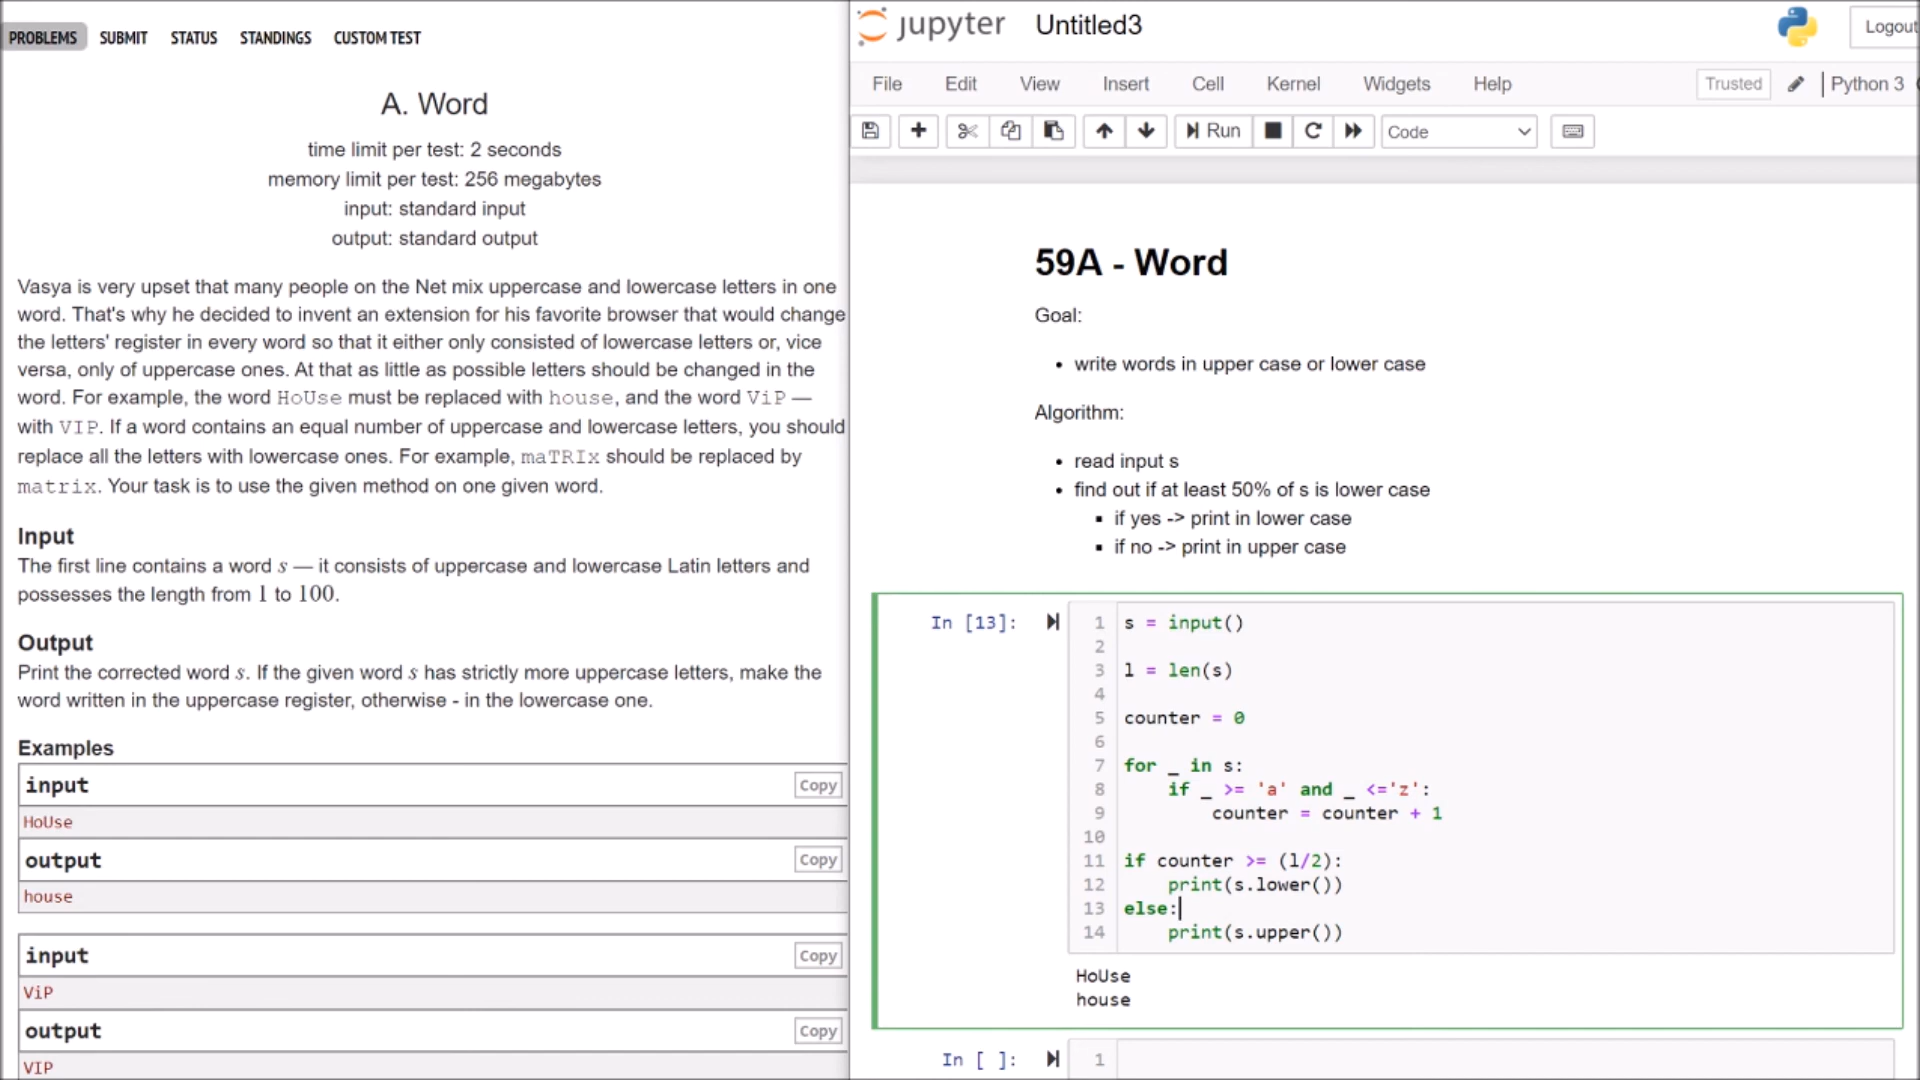 PROBLEMS SUBMIT STATUS STANDINGS CUSTOM TEST
A. Word
time limit per test: 2 seconds
memory limit per test: 256 megabytes
input: standard input
output: standard output
Vasya is very upset that many people on the Net mix uppercase and lowercase letters in one
word. That's why he decided to invent an extension for his favorite browser that would change
the letters' register in every word so that it either only consisted of lowercase letters or, vice
versa, only of uppercase ones. At that as little as possible letters should be changed in the
word. For example, the word HoUse must be replaced with house, and the word ViP —
with VIP. If a word contains an equal number of uppercase and lowercase letters, you should
replace all the letters with lowercase ones. For example, maTRIx should be replaced by
matrix. Your task is to use the given method on one given word.
Input
The first line contains a word s — it consists of uppercase and lowercase Latin letters and
possesses the length from 1 to 100.
Output
Print the corrected word s. If the given word s has strictly more uppercase letters, make the
word written in the uppercase register, otherwise - in the lowercase one.
Examples
input Copy
HoUse
output Copy
house
input Copy
ViP
output Copy
VIP
jupyter Untitled3
Logout
File Edit View Insert Cell Kernel Widgets Help Trusted Python 3
Run Code
59A - Word
Goal:
• write words in upper case or lower case
Algorithm:
• read input s
• find out if at least 50% of s is lower case
▪ if yes -> print in lower case
▪ if no -> print in upper case
In [13]:
1 s = input()
2
3 l = len(s)
4
5 counter = 0
6
7 for _ in s:
8 if _ >= 'a' and _ <='z':
9 counter = counter + 1
10
11 if counter >= (l/2):
12 print(s.lower())
13 else:
14 print(s.upper())
HoUse
house
In [ ]: 1